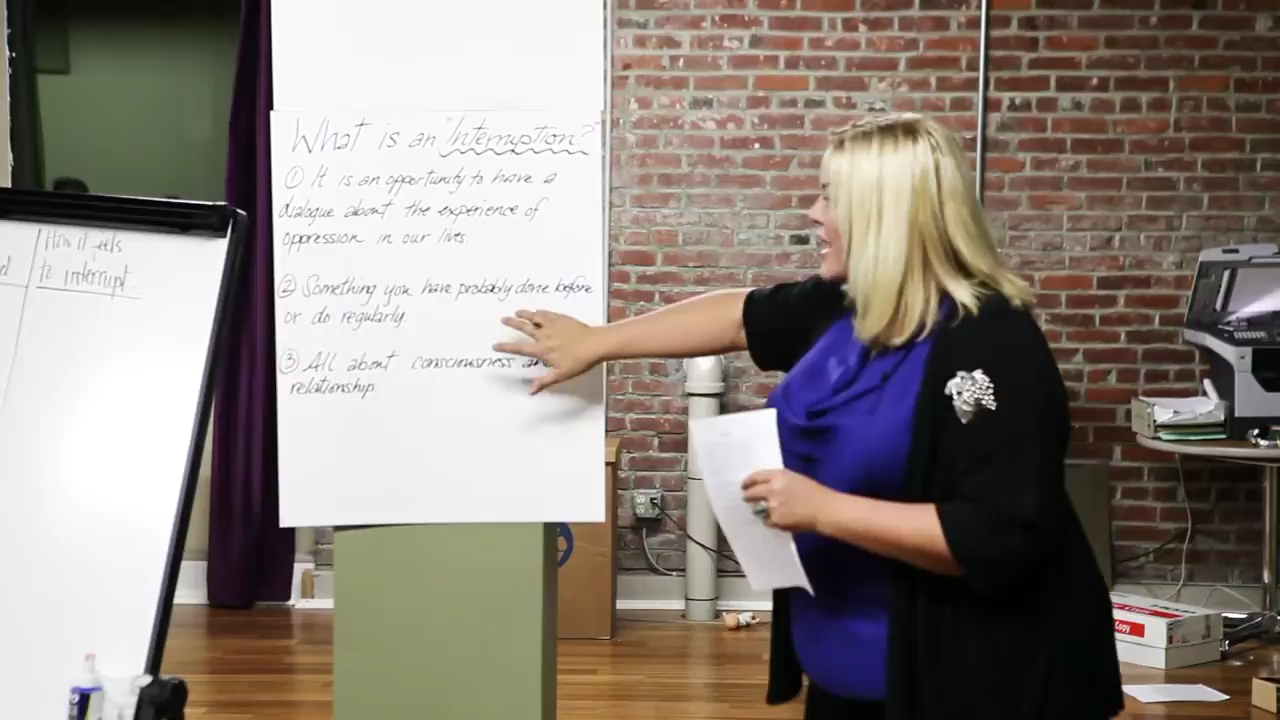 What is an "Interruption?"
① It is an opportunity to have a
dialogue about the experience of
oppression in our lives.
② Something you have probably done before
or do regularly.
③ All about consciousness and
relationship.
How it feels
to interrupt
Copy